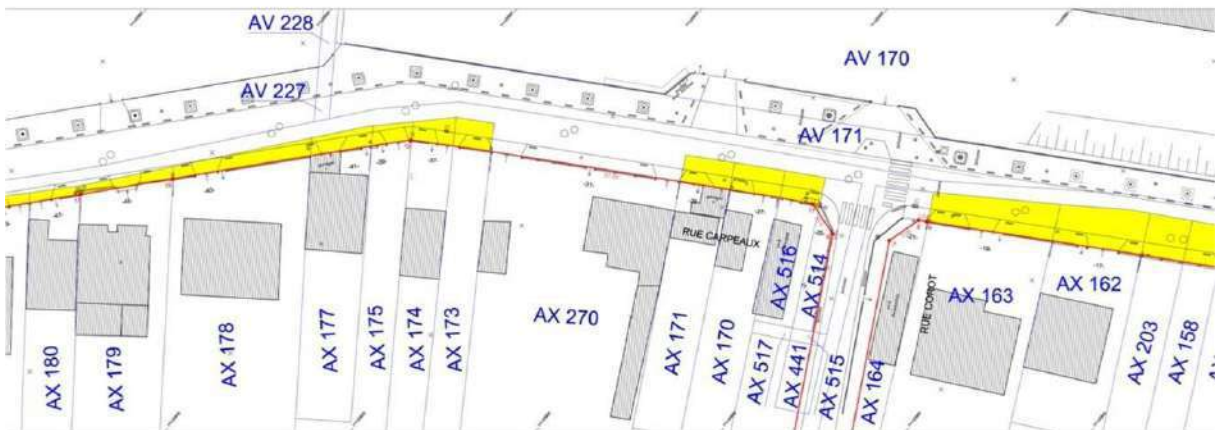 AV 228
AV 227
AV 170
AV 171
RUE CARPEAUX
RUE COROT
AX 180
AX 179
AX 178
AX 177
AX 175
AX 174
AX 173
AX 270
AX 171
AX 170
AX 517
AX 516
AX 441
AX 514
AX 515
AX 164
AX 163
AX 162
AX 203
AX 158